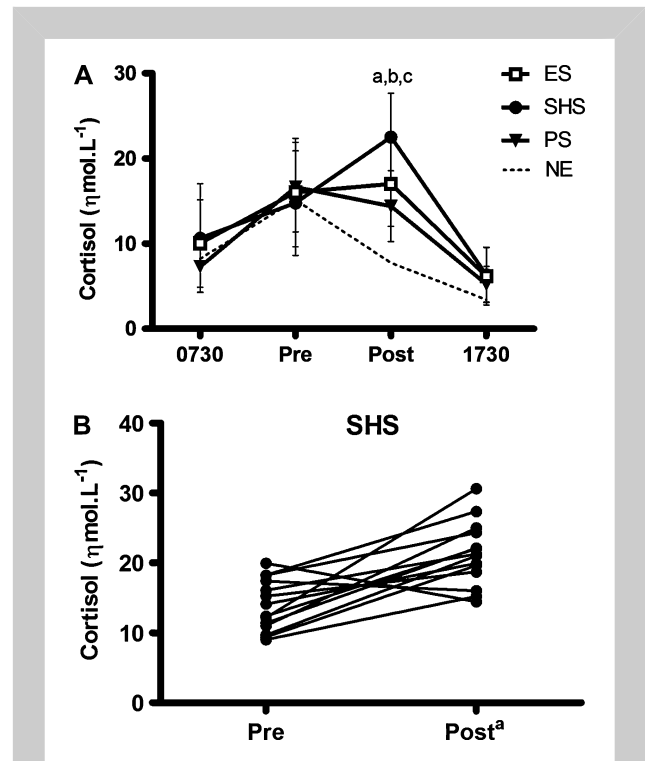 A
30
a,b,c
ES
SHS
PS
NE
20
10
0
Cortisol (ηmol.L⁻¹)
0730 Pre Post 1730
B
SHS
40
30
20
10
0
Cortisol (ηmol.L⁻¹)
Pre Postᵃ